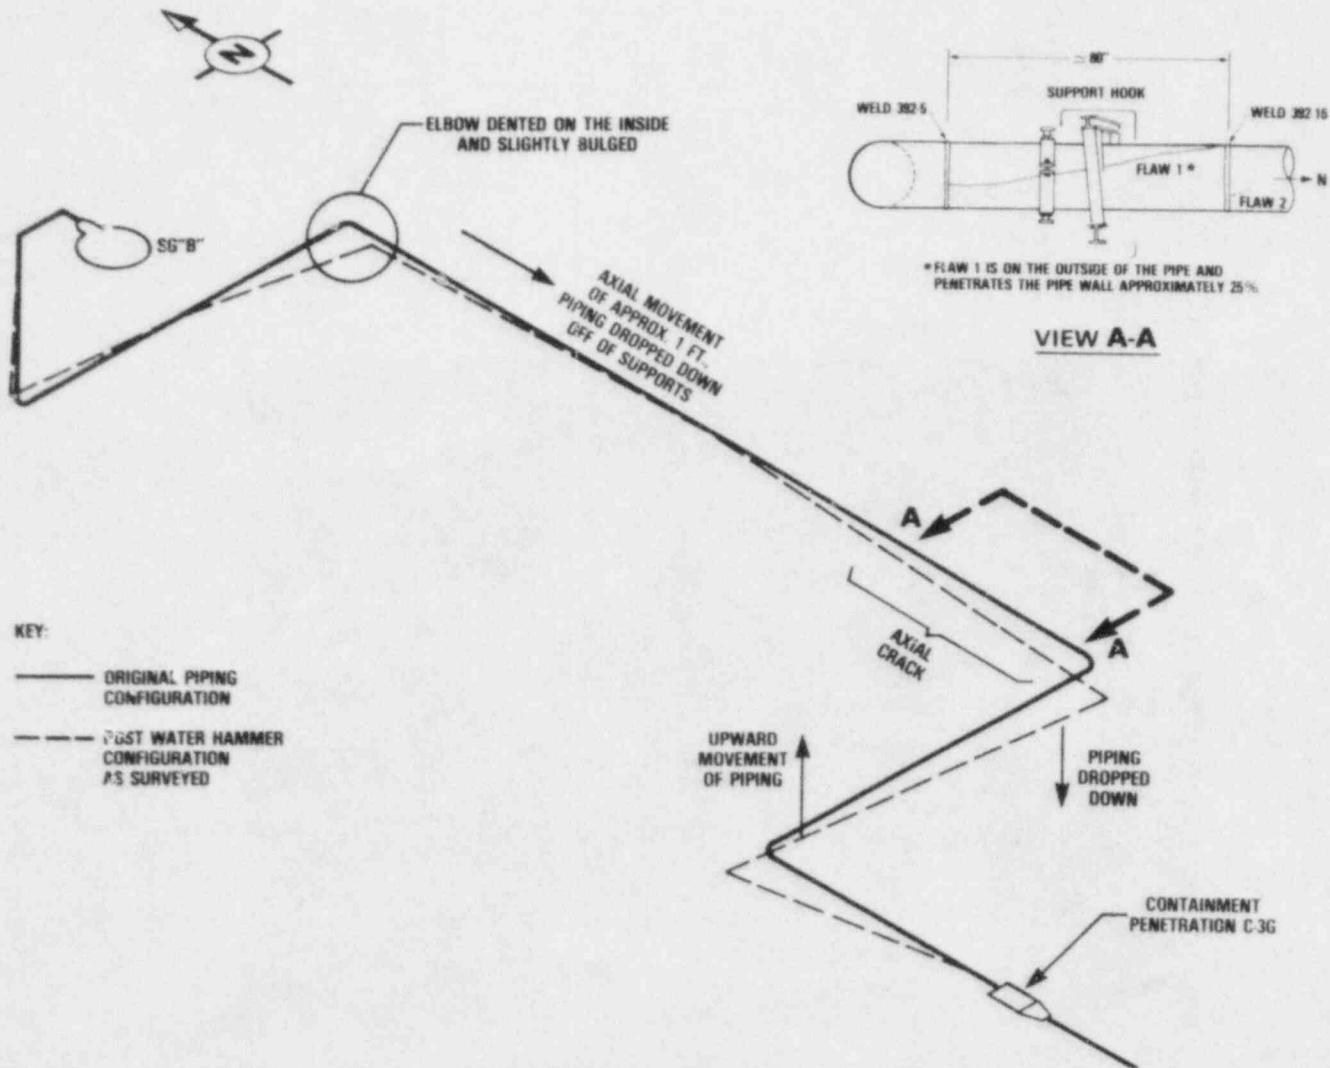 N
ELBOW DENTED ON THE INSIDE
AND SLIGHTLY BULGED
SG"B"
AXIAL MOVEMENT
OF APPROX. 1 FT.,
PIPING DROPPED DOWN
OFF OF SUPPORTS
≃ 80"
SUPPORT HOOK
WELD 392-5
WELD 392-15
FLAW 1 *
N
FLAW 2
* FLAW 1 IS ON THE OUTSIDE OF THE PIPE AND
PENETRATES THE PIPE WALL APPROXIMATELY 25%
VIEW A-A
A
A
AXIAL
CRACK
KEY:
ORIGINAL PIPING
CONFIGURATION
POST WATER HAMMER
CONFIGURATION
AS SURVEYED
UPWARD
MOVEMENT
OF PIPING
PIPING
DROPPED
DOWN
CONTAINMENT
PENETRATION C-3G